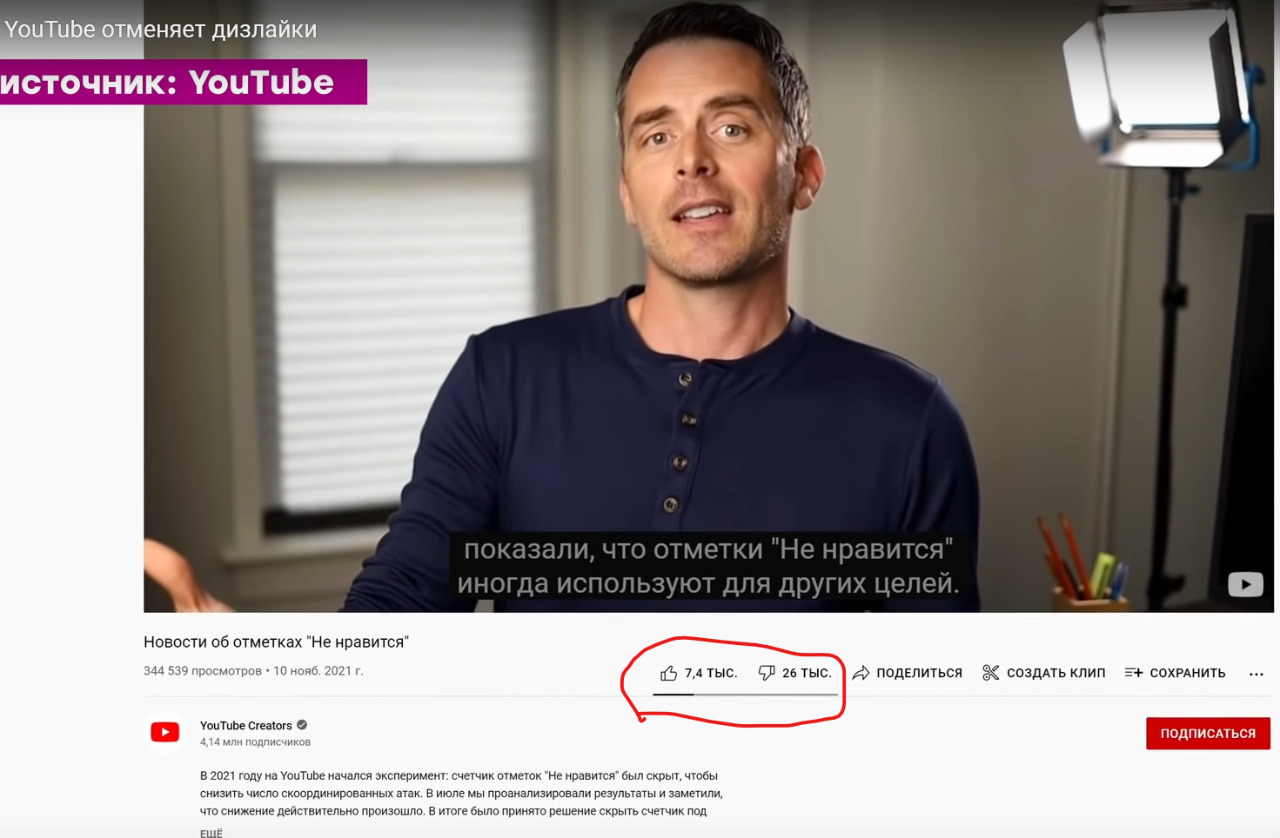 YouTube отменяет дизлайки
источник: YouTube
показали, что отметки "Не нравится"
иногда используют для других целей.
Новости об отметках "Не нравится"
344 539 просмотров • 10 нояб. 2021 г.
7,4 ТЫС.
26 ТЫС.
ПОДЕЛИТЬСЯ
СОЗДАТЬ КЛИП
СОХРАНИТЬ
YouTube Creators
4,14 млн подписчиков
ПОДПИСАТЬСЯ
В 2021 году на YouTube начался эксперимент: счетчик отметок "Не нравится" был скрыт, чтобы
снизить число скоординированных атак. В июле мы проанализировали результаты и заметили,
что снижение действительно произошло. В итоге было принято решение скрыть счетчик под
ЕЩЁ